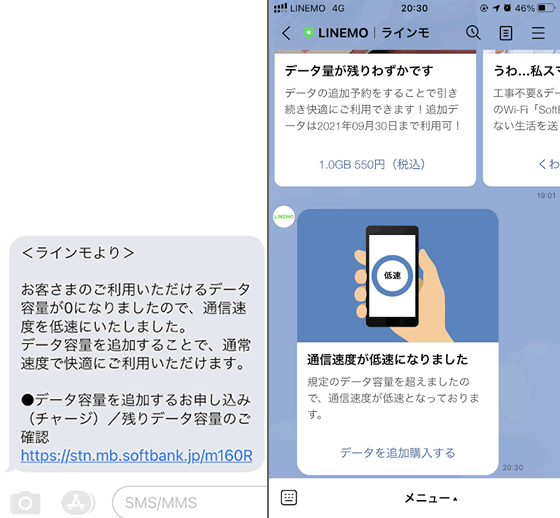 ＜ラインモより＞
お客さまのご利用いただけるデータ
容量が0になりましたので、通信速
度を低速にいたしました。
データ容量を追加することで、通常
速度で快適にご利用いただけます。
●データ容量を追加するお申し込み
（チャージ）／残りデータ容量のご
確認
https://stn.mb.softbank.jp/m160R
SMS/MMS
LINEMO 4G 20:30 46%
LINEMO｜ラインモ
データ量が残りわずかです
データの追加予約をすることで引き
続き快適にご利用できます！追加デ
ータは2021年09月30日まで利用可！
1.0GB 550円（税込）
うわ…私スマ
工事不要&デー
のWi-Fi「SoftB
ない生活を送
くわ
19:01
LINEMO
低速
通信速度が低速になりました
規定のデータ容量を超えましたの
で、通信速度が低速となっておりま
す。
データを追加購入する
20:30
メニュー